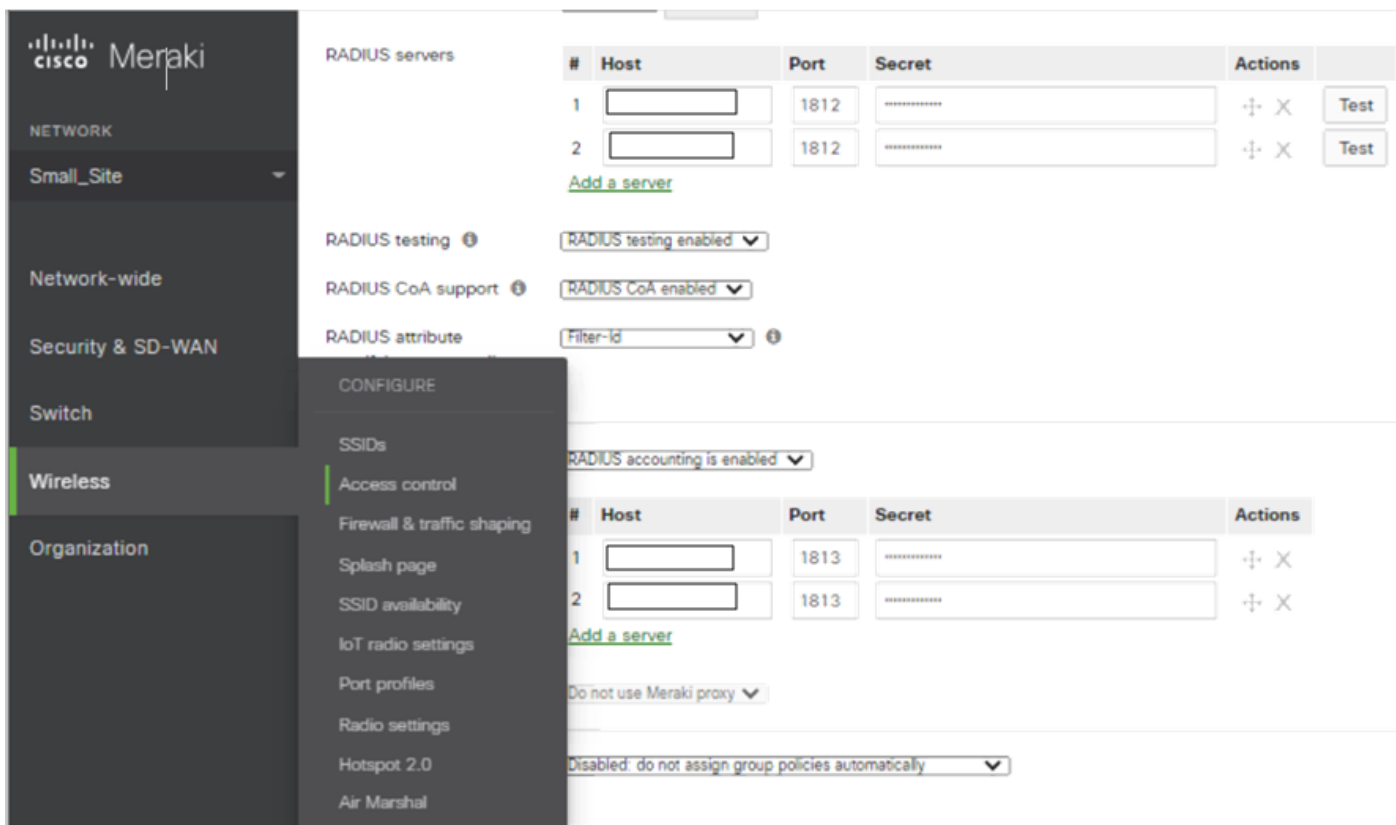 cisco Meraki
NETWORK
Small_Site
Network-wide
Security & SD-WAN
Switch
Wireless
Organization
CONFIGURE
SSIDs
Access control
Firewall & traffic shaping
Splash page
SSID availability
IoT radio settings
Port profiles
Radio settings
Hotspot 2.0
Air Marshal
RADIUS servers
# Host Port Secret Actions
1 1812 ••••••••••••• Test
2 1812 ••••••••••••• Test
Add a server
RADIUS testing RADIUS testing enabled
RADIUS CoA support RADIUS CoA enabled
RADIUS attribute Filter-Id
RADIUS accounting is enabled
# Host Port Secret Actions
1 1813 •••••••••••••
2 1813 •••••••••••••
Add a server
Do not use Meraki proxy
Disabled: do not assign group policies automatically